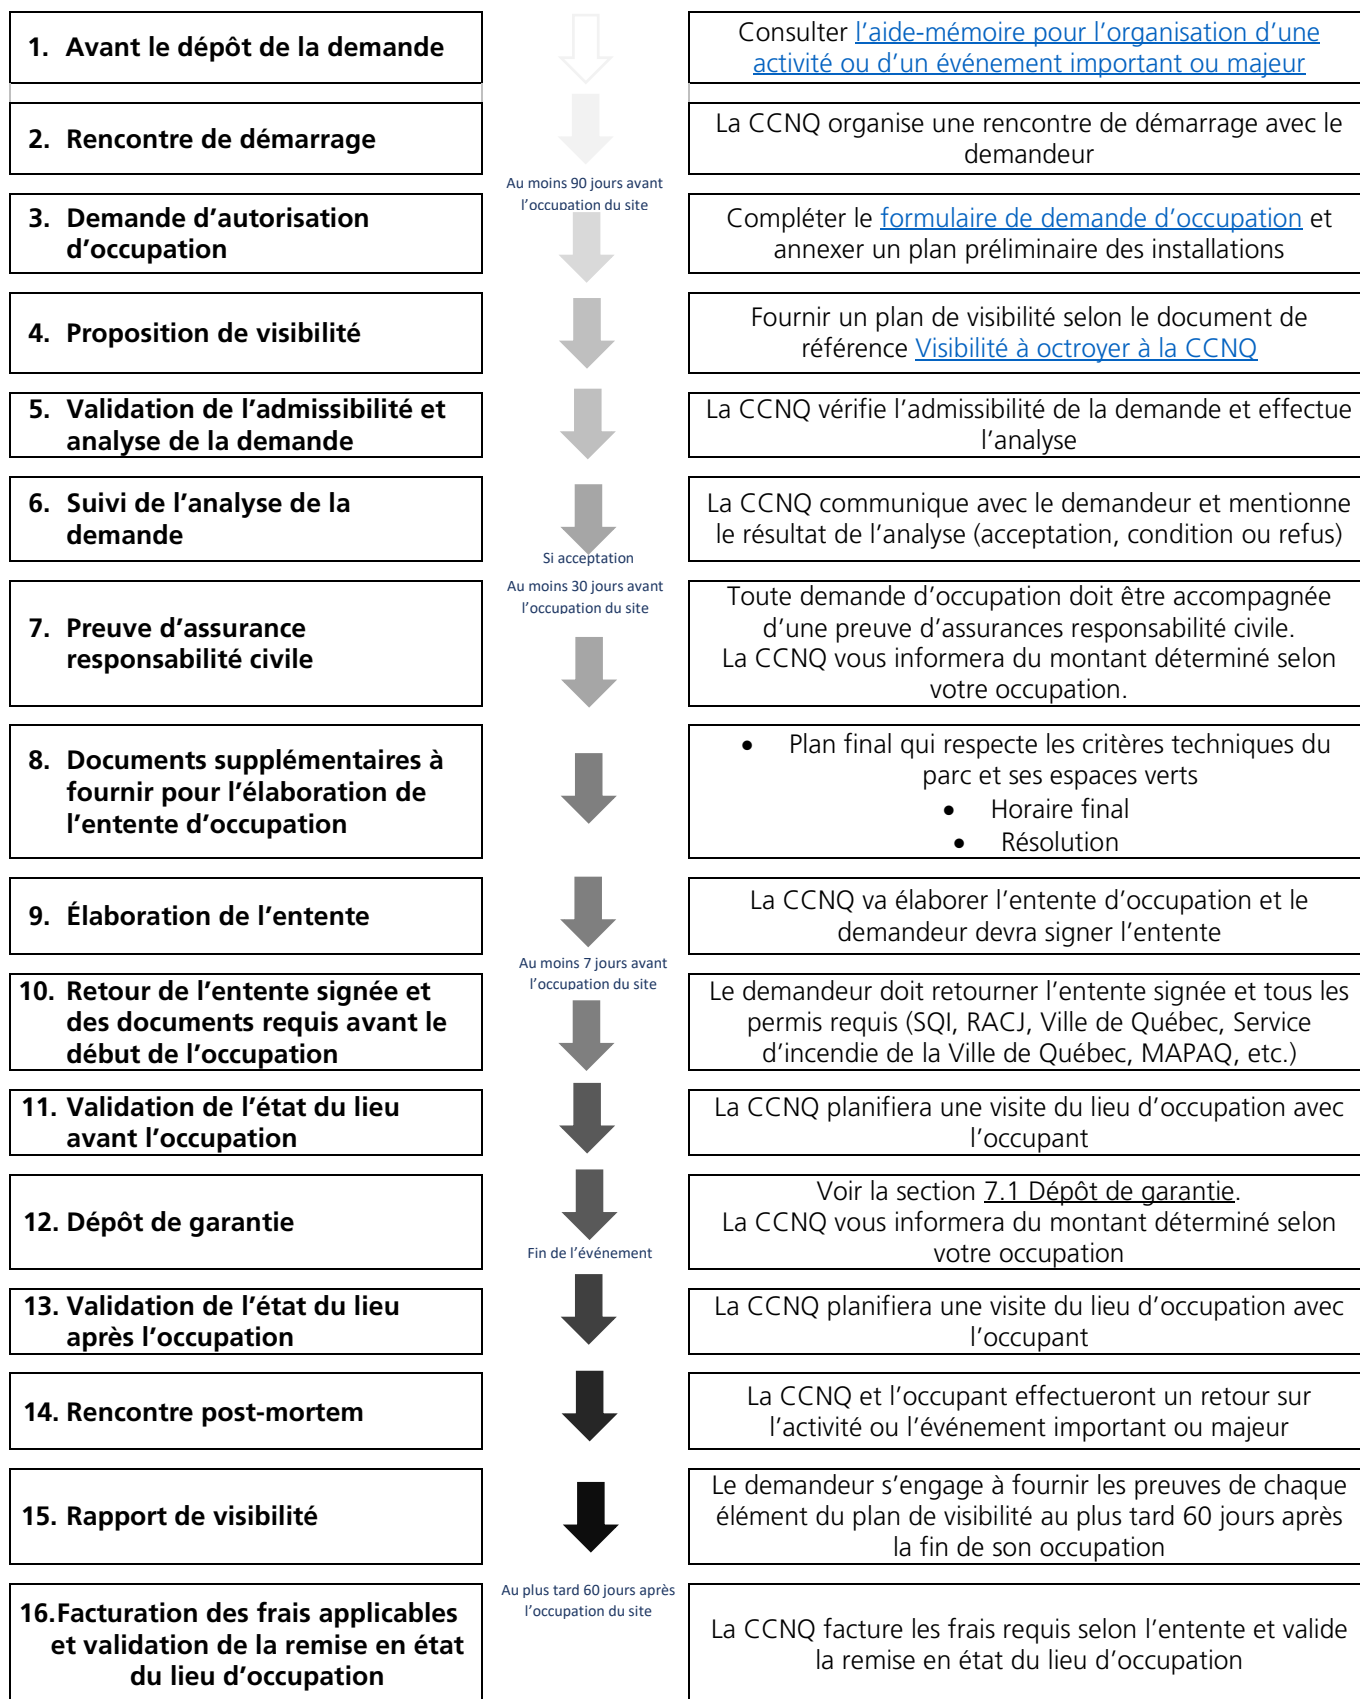 1. Avant le dépôt de la demande
Consulter l’aide-mémoire pour l’organisation d’une
activité ou d’un événement important ou majeur
2. Rencontre de démarrage
La CCNQ organise une rencontre de démarrage avec le
demandeur
Au moins 90 jours avant
l’occupation du site
3. Demande d’autorisation
d’occupation
Compléter le formulaire de demande d’occupation et
annexer un plan préliminaire des installations
4. Proposition de visibilité
Fournir un plan de visibilité selon le document de
référence Visibilité à octroyer à la CCNQ
5. Validation de l’admissibilité et
analyse de la demande
La CCNQ vérifie l’admissibilité de la demande et effectue
l’analyse
6. Suivi de l’analyse de la
demande
La CCNQ communique avec le demandeur et mentionne
le résultat de l’analyse (acceptation, condition ou refus)
Si acceptation
Au moins 30 jours avant
l’occupation du site
7. Preuve d’assurance
responsabilité civile
Toute demande d’occupation doit être accompagnée
d’une preuve d’assurances responsabilité civile.
La CCNQ vous informera du montant déterminé selon
votre occupation.
8. Documents supplémentaires à
fournir pour l’élaboration de
l’entente d’occupation
• Plan final qui respecte les critères techniques du
parc et ses espaces verts
• Horaire final
• Résolution
9. Élaboration de l’entente
La CCNQ va élaborer l’entente d’occupation et le
demandeur devra signer l’entente
Au moins 7 jours avant
l’occupation du site
10. Retour de l’entente signée et
des documents requis avant le
début de l’occupation
Le demandeur doit retourner l’entente signée et tous les
permis requis (SQI, RACJ, Ville de Québec, Service
d’incendie de la Ville de Québec, MAPAQ, etc.)
11. Validation de l’état du lieu
avant l’occupation
La CCNQ planifiera une visite du lieu d’occupation avec
l’occupant
12. Dépôt de garantie
Voir la section 7.1 Dépôt de garantie.
La CCNQ vous informera du montant déterminé selon
votre occupation
Fin de l’événement
13. Validation de l’état du lieu
après l’occupation
La CCNQ planifiera une visite du lieu d’occupation avec
l’occupant
14. Rencontre post-mortem
La CCNQ et l’occupant effectueront un retour sur
l’activité ou l’événement important ou majeur
15. Rapport de visibilité
Le demandeur s’engage à fournir les preuves de chaque
élément du plan de visibilité au plus tard 60 jours après
la fin de son occupation
Au plus tard 60 jours après
l’occupation du site
16.Facturation des frais applicables
et validation de la remise en état
du lieu d’occupation
La CCNQ facture les frais requis selon l’entente et valide
la remise en état du lieu d’occupation